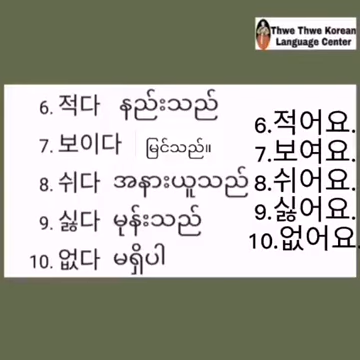 Thwe Thwe Korean
Language Center
6. 적다 နည်းသည်
7. 보이다 မြင်သည်။
8. 쉬다 အနားယူသည်
9. 싫다 မုန်းသည်
10. 없다 မရှိပါ
6.적어요.
7.보여요.
8.쉬어요.
9.싫어요.
10.없어요.